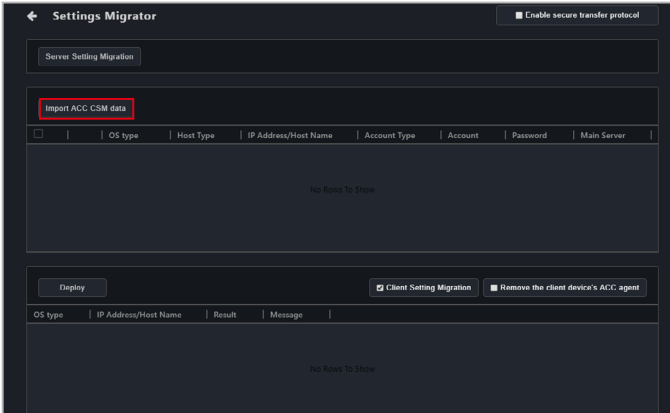 Settings Migrator
Enable secure transfer protocol
Server Setting Migration
Import ACC CSM data
OS type Host Type IP Address/Host Name Account Type Account Password Main Server
No Rows To Show
Deploy
Client Setting Migration
Remove the client device's ACC agent
OS type IP Address/Host Name Result Message
No Rows To Show